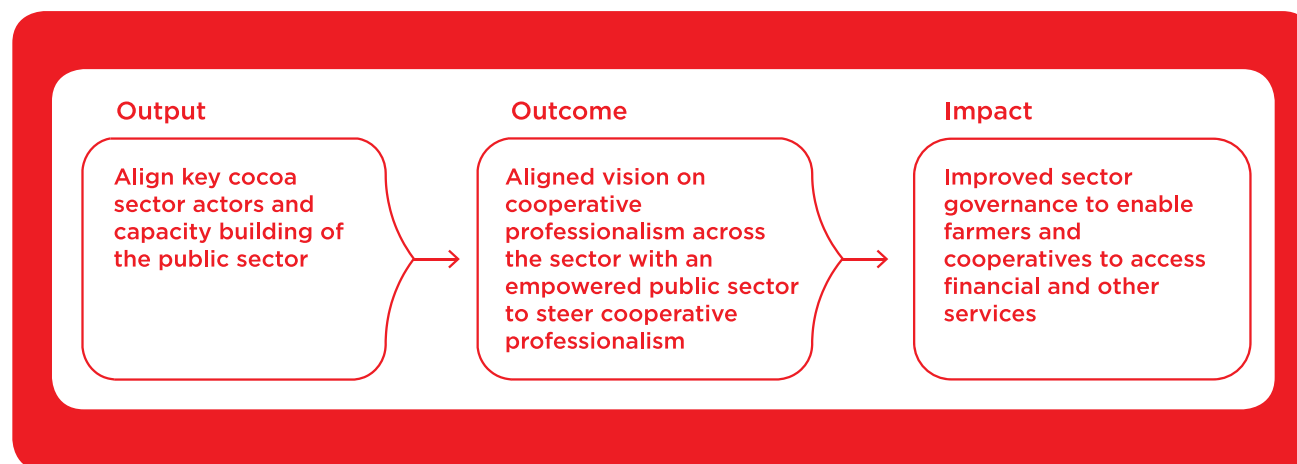 Output
Align key cocoa
sector actors and
capacity building of
the public sector
Outcome
Aligned vision on
cooperative
professionalism across
the sector with an
empowered public sector
to steer cooperative
professionalism
Impact
Improved sector
governance to enable
farmers and
cooperatives to access
financial and other
services